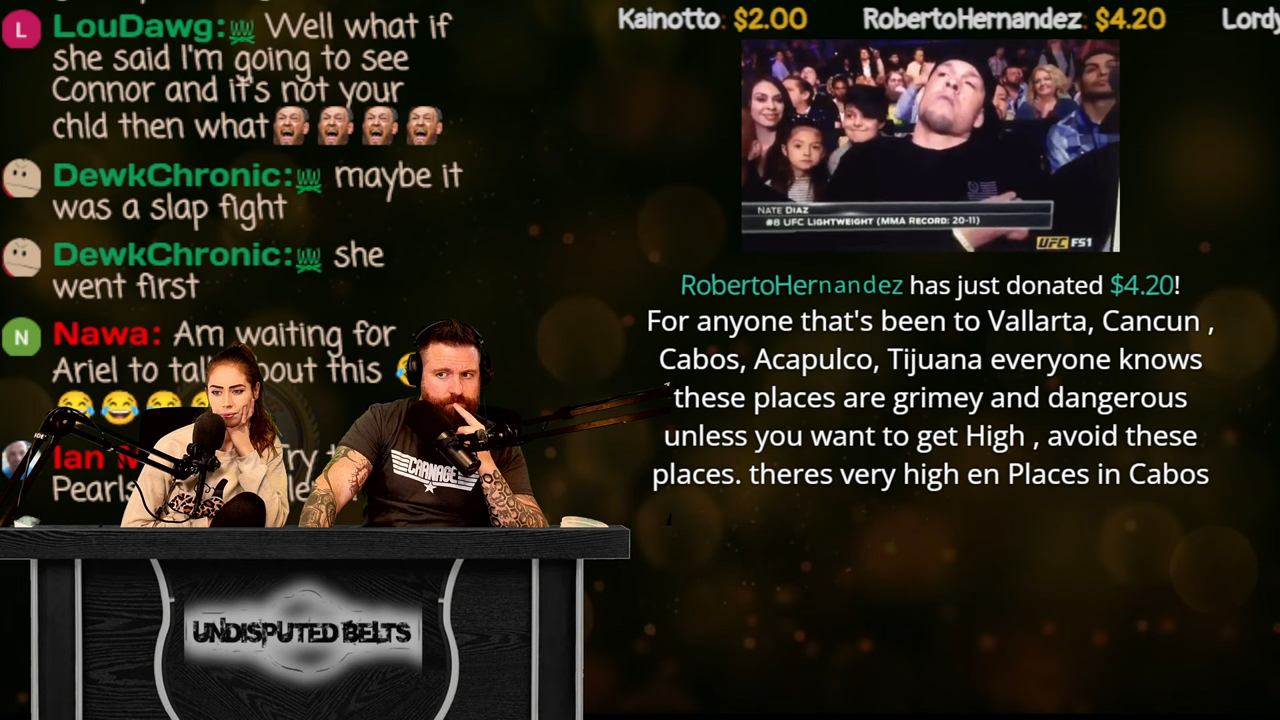 LouDawg: Well what if
she said I'm going to see
Connor and it's not your
chld then what
DewkChronic: maybe it
was a slap fight
DewkChronic: she
went first
Nawa: Am waiting for
Ariel to this
Ian
Pearls
CARNAGE
UNDISPUTED BELTS
Kainotto: $2.00 RobertoHernandez: $4.20
NATE DIAZ
#8 UFC LIGHTWEIGHT (MMA RECORD: 20-11)
UFC FS1
RobertoHernandez has just donated $4.20!
For anyone that's been to Vallarta, Cancun ,
Cabos, Acapulco, Tijuana everyone knows
these places are grimey and dangerous
unless you want to get High , avoid these
places. theres very high en Places in Cabos